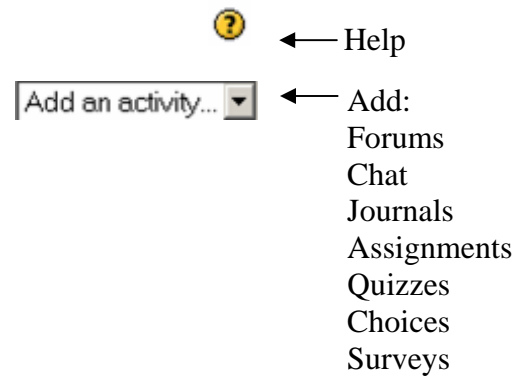 ?
Help
Add an activity...
Add:
Forums
Chat
Journals
Assignments
Quizzes
Choices
Surveys